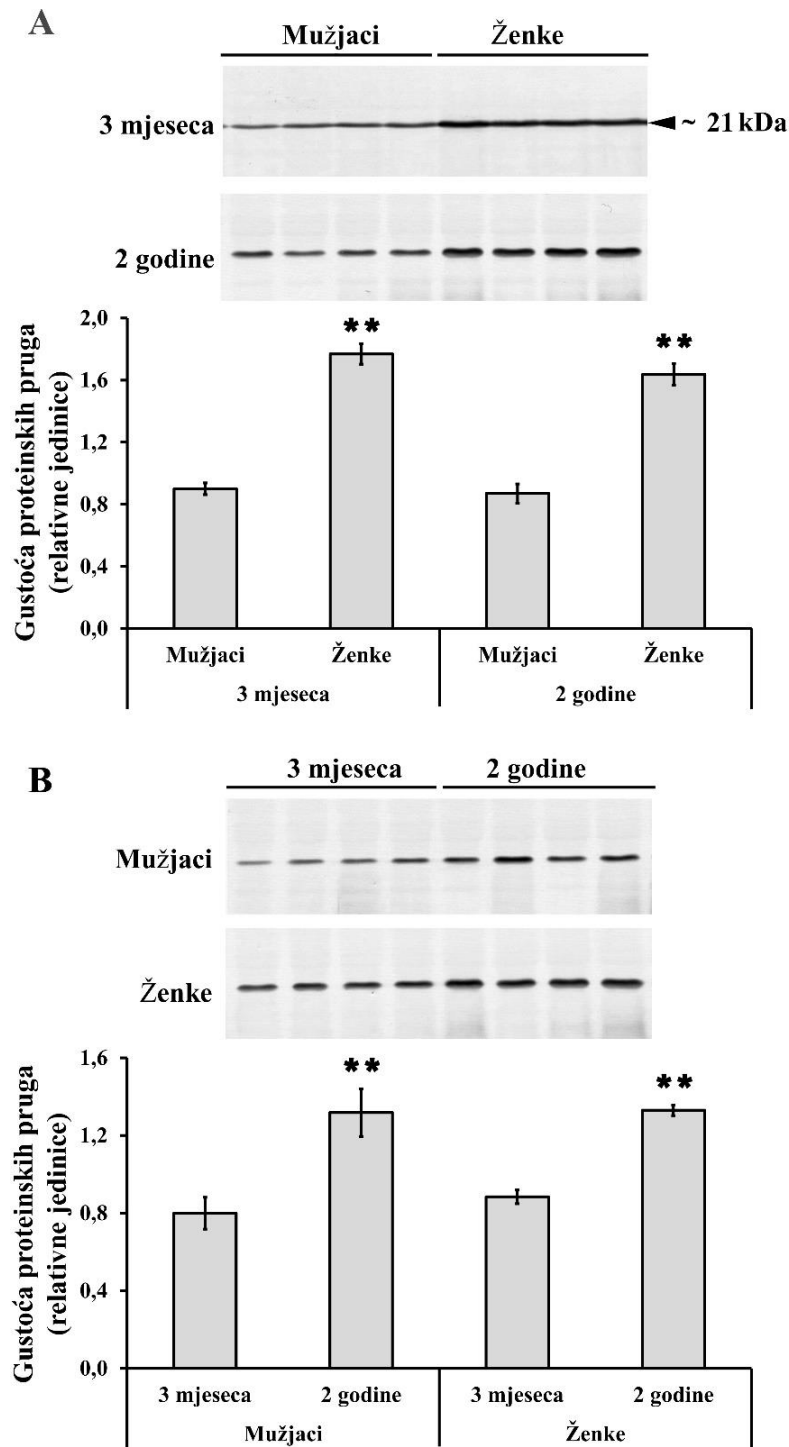 A
Mužjaci Ženke
3 mjeseca
~ 21 kDa
2 godine
Gustoća proteinskih pruga
(relativne jedinice)
2,0
1,6
1,2
0,8
0,4
0,0
** **
Mužjaci Ženke Mužjaci Ženke
3 mjeseca 2 godine
B
3 mjeseca 2 godine
Mužjaci
Ženke
Gustoća proteinskih pruga
(relativne jedinice)
1,6
1,2
0,8
0,4
0,0
** **
3 mjeseca 2 godine 3 mjeseca 2 godine
Mužjaci Ženke